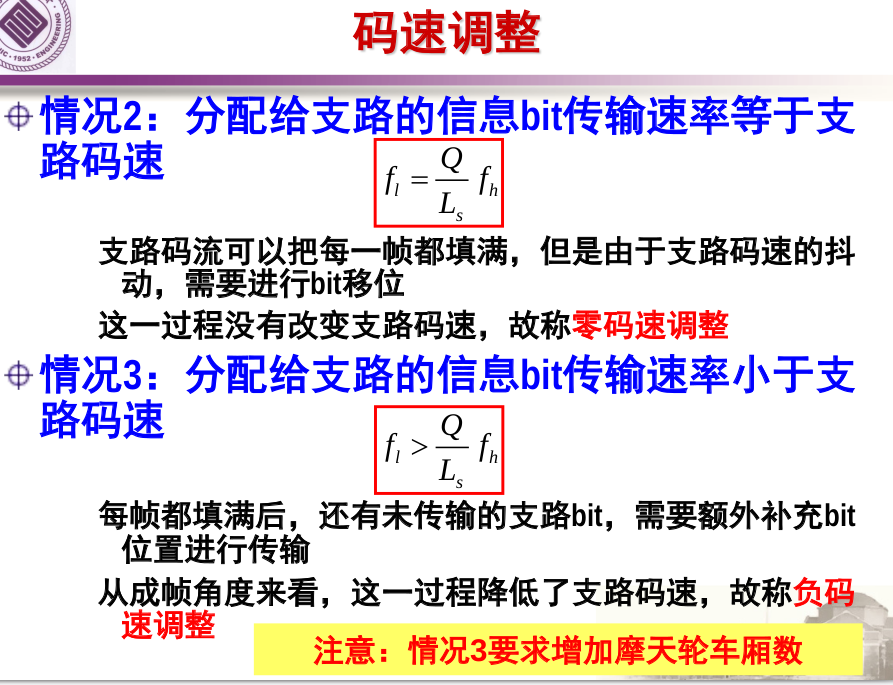 码速调整
UC · 1952 · ENGINEERING
情况2：分配给支路的信息bit传输速率等于支
路码速
f_l = Q/L_s f_h
支路码流可以把每一帧都填满，但是由于支路码速的抖
动，需要进行bit移位
这一过程没有改变支路码速，故称零码速调整
情况3：分配给支路的信息bit传输速率小于支
路码速
f_l > Q/L_s f_h
每帧都填满后，还有未传输的支路bit，需要额外补充bit
位置进行传输
从成帧角度来看，这一过程降低了支路码速，故称负码
速调整
注意：情况3要求增加摩天轮车厢数